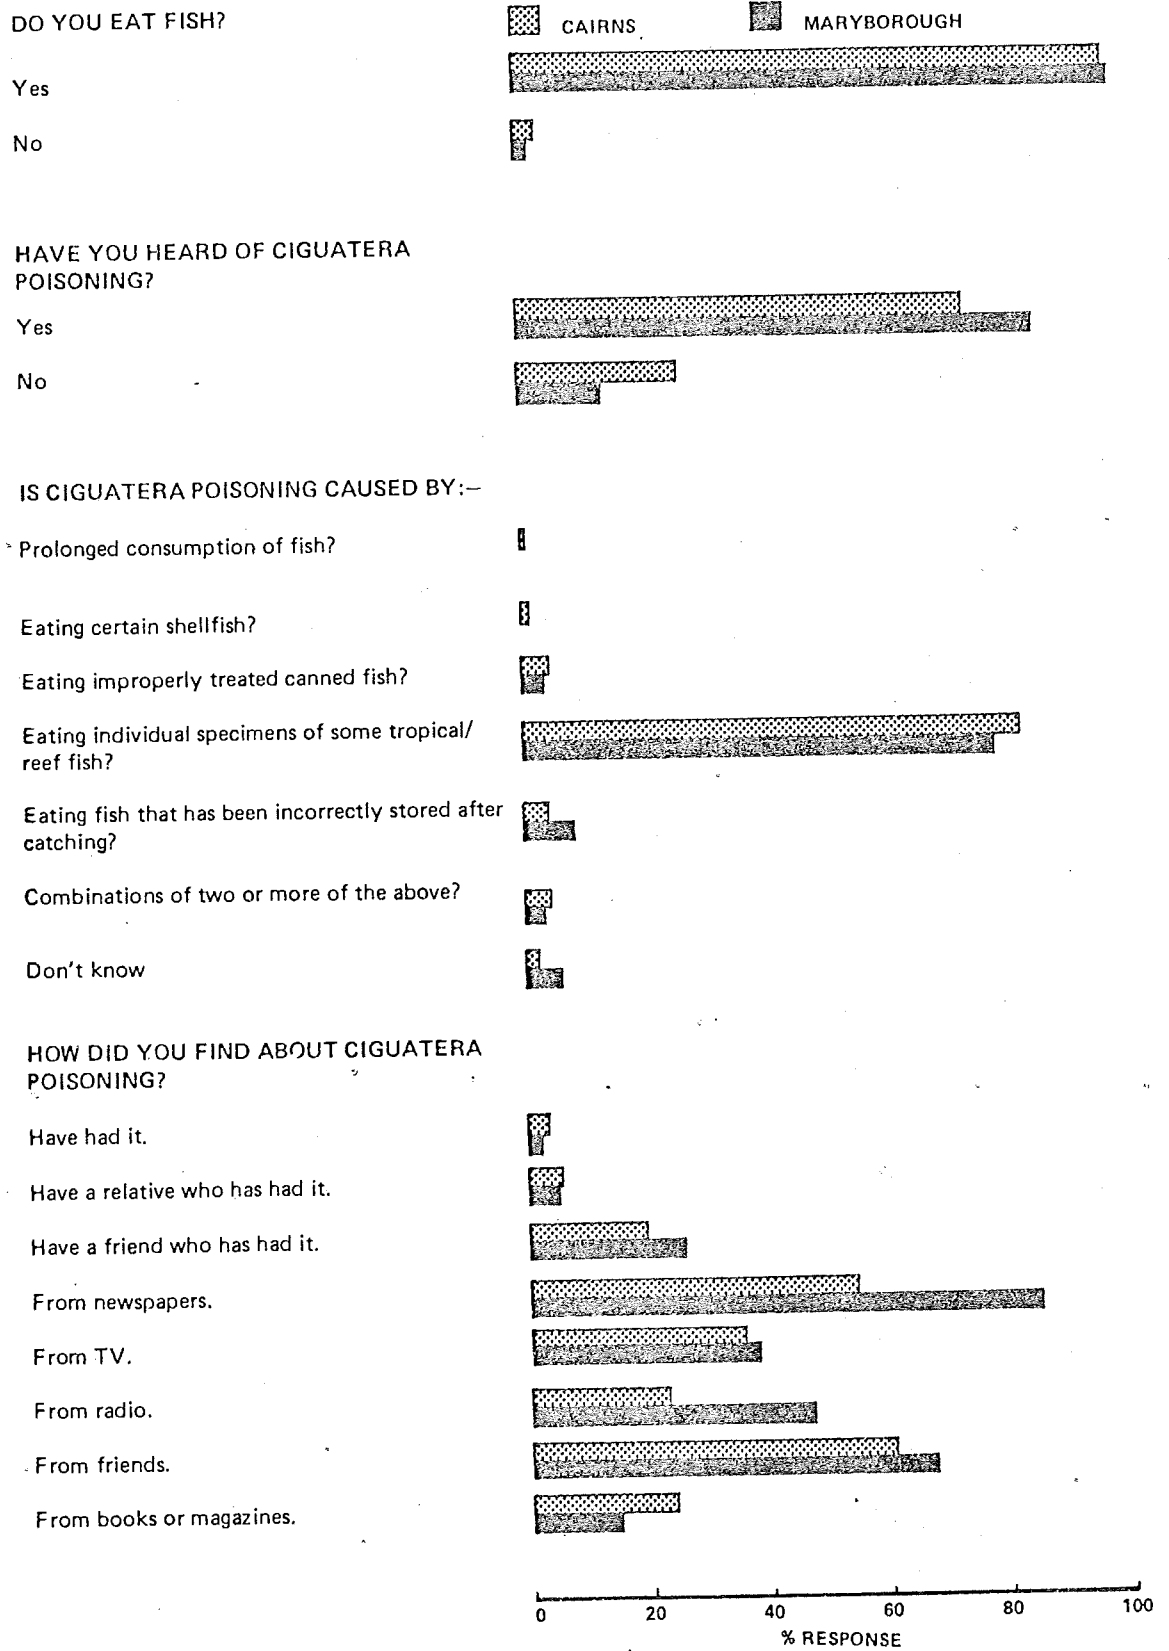 DO YOU EAT FISH?
CAIRNS
MARYBOROUGH
Yes
No
HAVE YOU HEARD OF CIGUATERA
POISONING?
Yes
No
IS CIGUATERA POISONING CAUSED BY:–
Prolonged consumption of fish?
Eating certain shellfish?
Eating improperly treated canned fish?
Eating individual specimens of some tropical/
reef fish?
Eating fish that has been incorrectly stored after
catching?
Combinations of two or more of the above?
Don't know
HOW DID YOU FIND ABOUT CIGUATERA
POISONING?
Have had it.
Have a relative who has had it.
Have a friend who has had it.
From newspapers.
From TV.
From radio.
From friends.
From books or magazines.
0 20 40 60 80 100
% RESPONSE